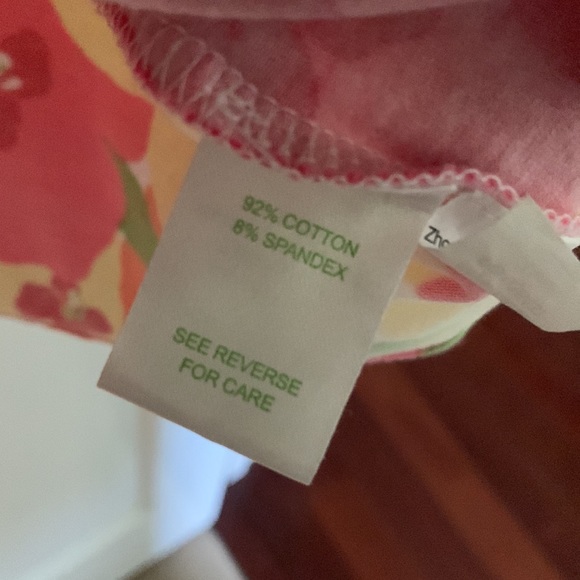 92% COTTON
8% SPANDEX
SEE REVERSE
FOR CARE